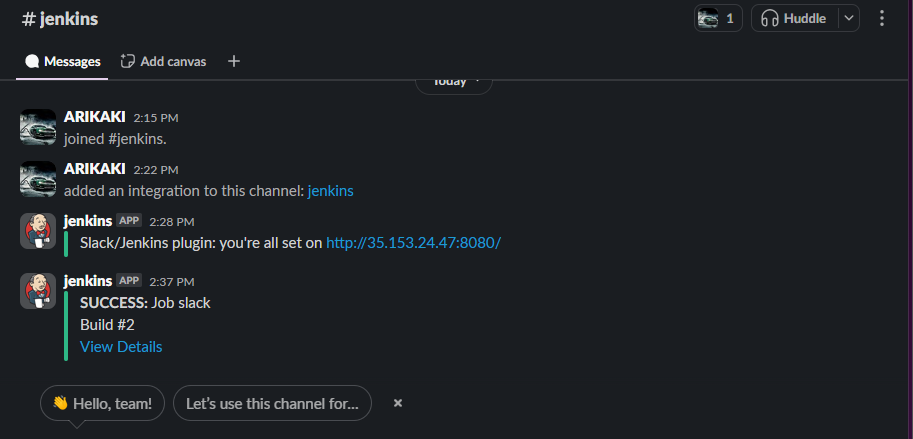 # jenkins
1
Huddle
Messages
Add canvas
Today
ARIKAKI 2:15 PM
joined #jenkins.
ARIKAKI 2:22 PM
added an integration to this channel: jenkins
jenkins APP 2:28 PM
Slack/Jenkins plugin: you're all set on http://35.153.24.47:8080/
jenkins APP 2:37 PM
SUCCESS: Job slack
Build #2
View Details
👋 Hello, team!
Let's use this channel for...